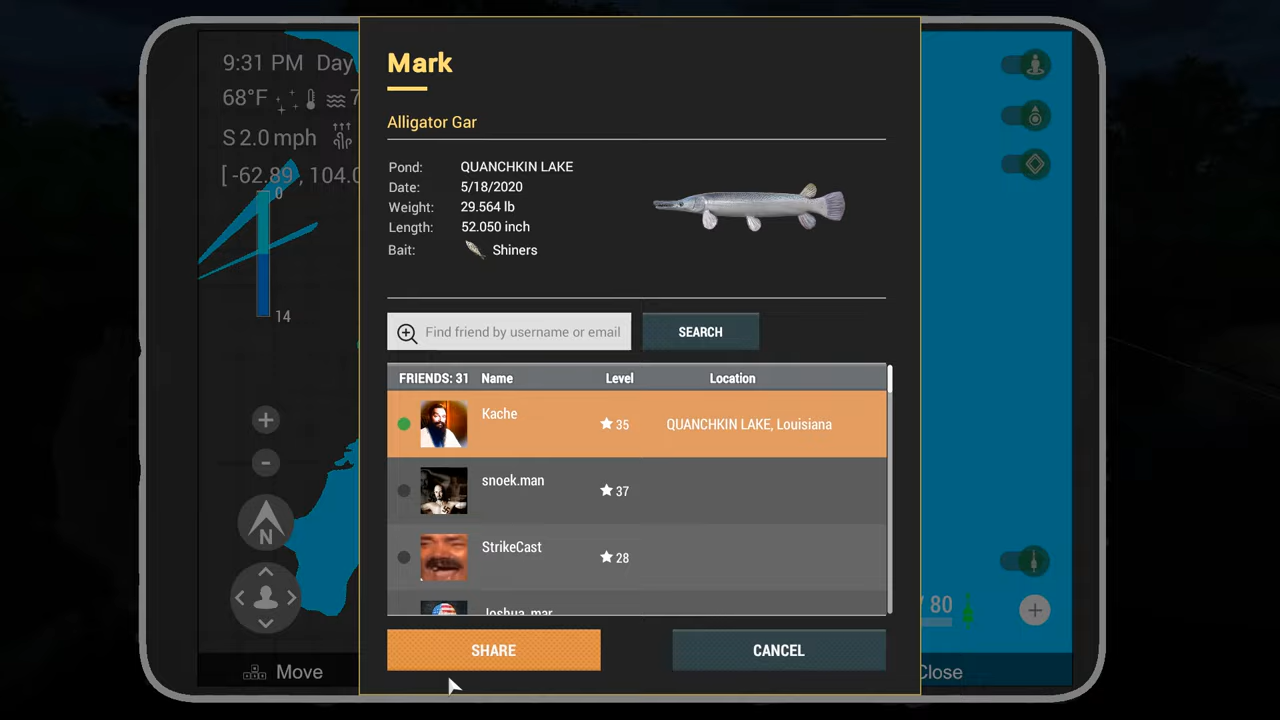 Mark
Alligator Gar
Pond: QUANCHKIN LAKE
Date: 5/18/2020
Weight: 29.564 lb
Length: 52.050 inch
Bait: Shiners
Find friend by username or email
SEARCH
FRIENDS: 31 Name Level Location
Kache 35 QUANCHKIN LAKE, Louisiana
snoek.man 37
StrikeCast 28
Joshua_mar
SHARE
CANCEL
9:31 PM Day
68°F 7
S 2.0 mph
[ -62.89 , 104.0
0
14
+
-
N
/ 80
+
Move
Close